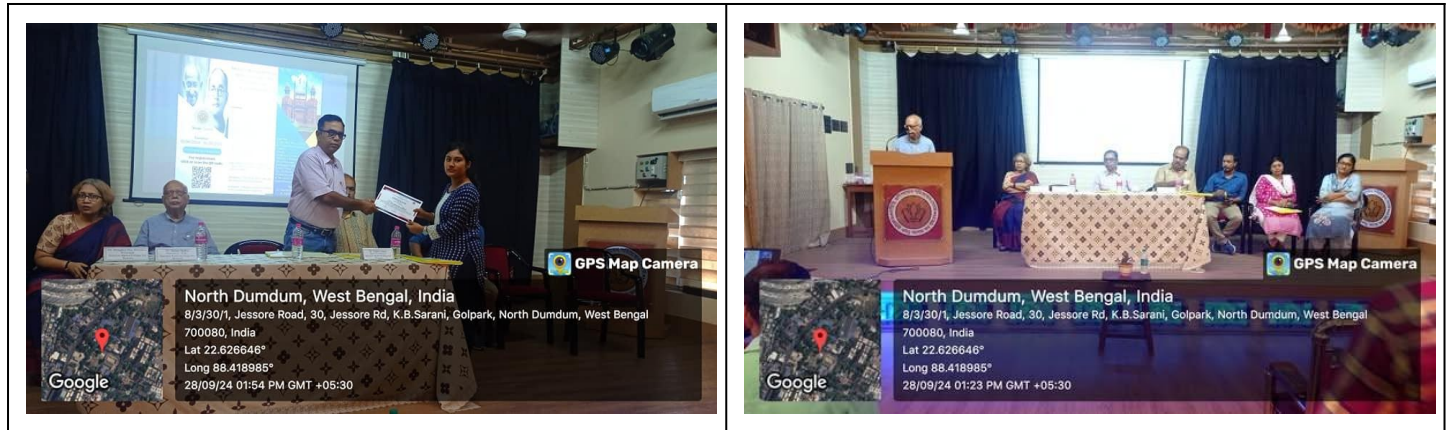 GPS Map Camera
North Dumdum, West Bengal, India
8/3/30/1, Jessore Road, 30, Jessore Rd, K.B.Sarani, Golpark, North Dumdum, West Bengal
700080, India
Lat 22.626646°
Long 88.418985°
28/09/24 01:54 PM GMT +05:30
Google
GPS Map Camera
North Dumdum, West Bengal, India
8/3/30/1, Jessore Road, 30, Jessore Rd, K.B.Sarani, Golpark, North Dumdum, West Bengal
700080, India
Lat 22.626646°
Long 88.418985°
28/09/24 01:23 PM GMT +05:30
Google